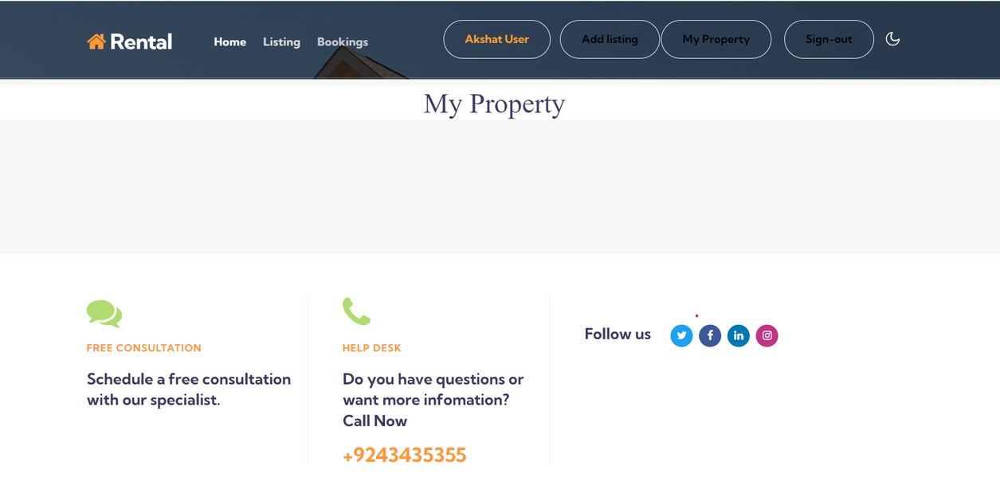 Rental
Home Listing Bookings Akshat User Add listing My Property Sign-out
My Property
FREE CONSULTATION
Schedule a free consultation
with our specialist.
HELP DESK
Do you have questions or
want more infomation?
Call Now
+9243435355
Follow us